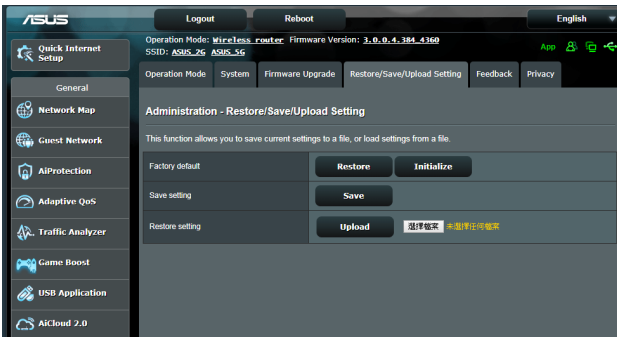 ASUS
Logout Reboot English
Operation Mode: Wireless router Firmware Version: 3.0.0.4.384_4360
SSID: ASUS_2G ASUS_5G
App
Quick Internet
Setup
General
Network Map
Guest Network
AiProtection
Adaptive QoS
Traffic Analyzer
Game Boost
USB Application
AiCloud 2.0
Operation Mode System Firmware Upgrade Restore/Save/Upload Setting Feedback Privacy
Administration - Restore/Save/Upload Setting
This function allows you to save current settings to a file, or load settings from a file.
Factory default Restore Initialize
Save setting Save
Restore setting Upload 選擇檔案 未選擇任何檔案